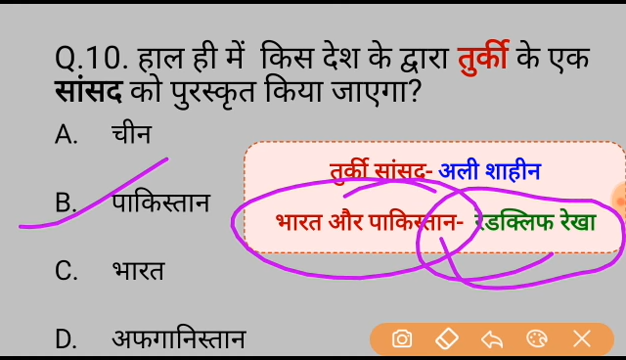 Q.10. हाल ही में किस देश के द्वारा तुर्की के एक
सांसद को पुरस्कृत किया जाएगा?
A. चीन
B. पाकिस्तान
C. भारत
D. अफगानिस्तान
तुर्की सांसद- अली शाहीन
भारत और पाकिस्तान- रेडक्लिफ रेखा